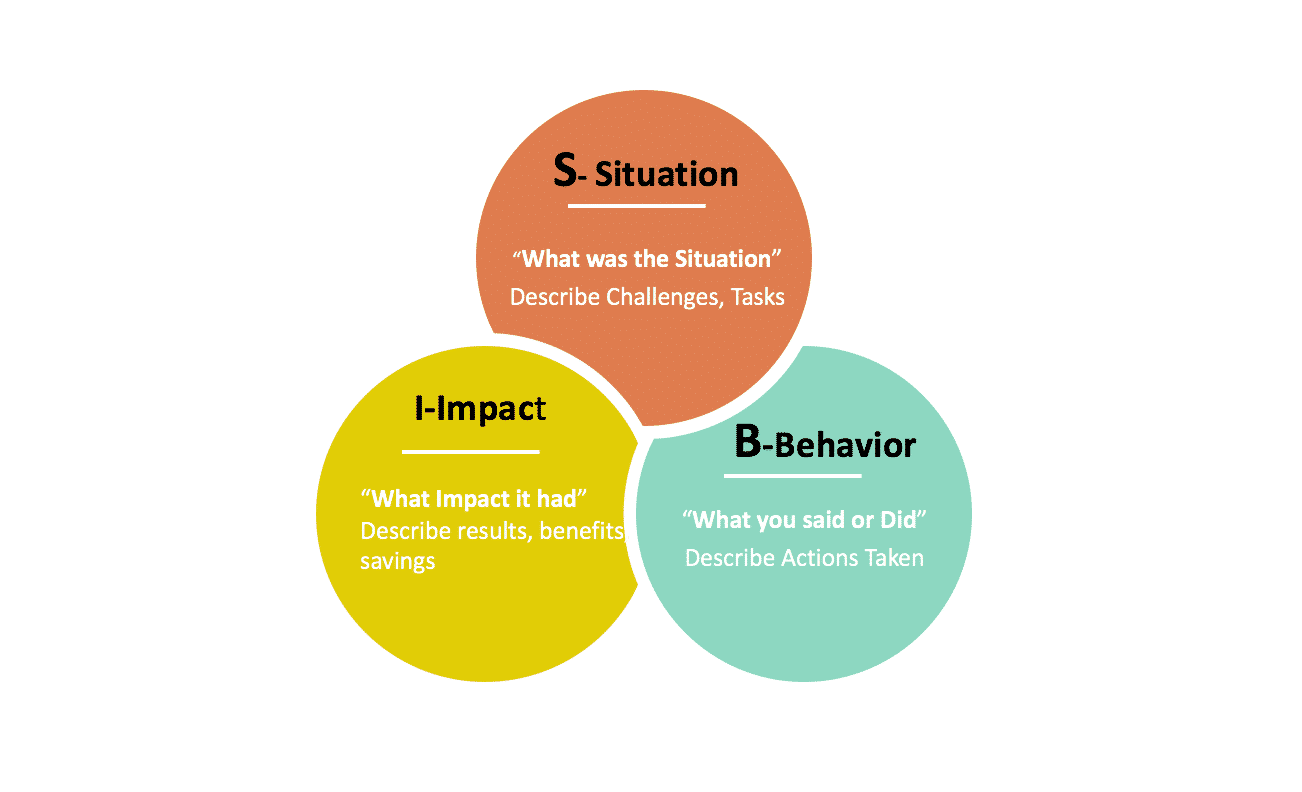 S- Situation
“What was the Situation”
Describe Challenges, Tasks
I-Impact
“What Impact it had”
Describe results, benefits,
savings
B-Behavior
“What you said or Did”
Describe Actions Taken